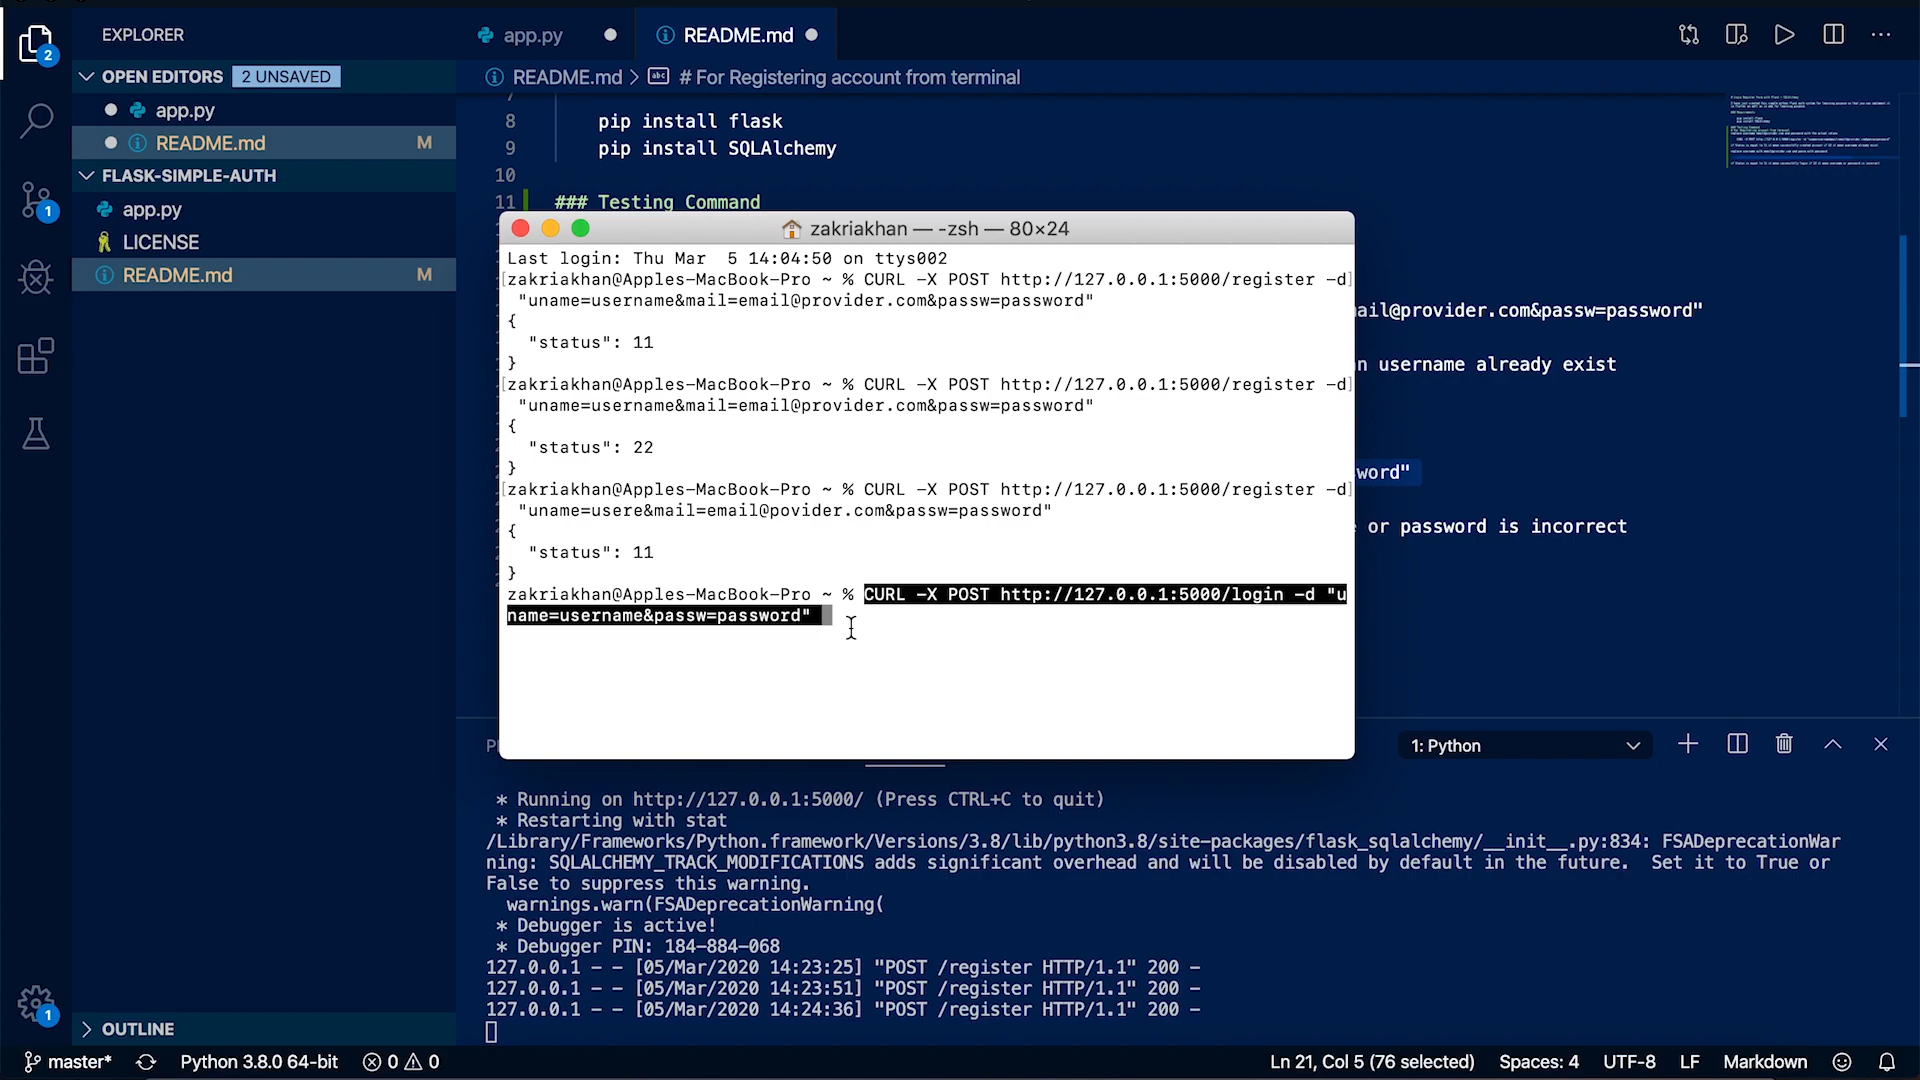 EXPLORER
OPEN EDITORS 2 UNSAVED
app.py
README.md M
FLASK-SIMPLE-AUTH
app.py
LICENSE
README.md M
OUTLINE
2
1
1
app.py
README.md
README.md > # For Registering account from terminal
8 pip install flask
9 pip install SQLAlchemy
10
11 ### Testing Command
ail@provider.com&passw=password"
n username already exist
word"
e or password is incorrect
zakriakhan — -zsh — 80×24
Last login: Thu Mar  5 14:04:50 on ttys002
[zakriakhan@Apples-MacBook-Pro ~ % CURL -X POST http://127.0.0.1:5000/register -d]
"uname=username&mail=email@provider.com&passw=password"
{
"status": 11
}
[zakriakhan@Apples-MacBook-Pro ~ % CURL -X POST http://127.0.0.1:5000/register -d]
"uname=username&mail=email@provider.com&passw=password"
{
"status": 22
}
[zakriakhan@Apples-MacBook-Pro ~ % CURL -X POST http://127.0.0.1:5000/register -d]
"uname=usere&mail=email@povider.com&passw=password"
{
"status": 11
}
zakriakhan@Apples-MacBook-Pro ~ % CURL -X POST http://127.0.0.1:5000/login -d "u
name=username&passw=password"
1: Python
* Running on http://127.0.0.1:5000/ (Press CTRL+C to quit)
* Restarting with stat
/Library/Frameworks/Python.framework/Versions/3.8/lib/python3.8/site-packages/flask_sqlalchemy/__init__.py:834: FSADeprecationWar
ning: SQLALCHEMY_TRACK_MODIFICATIONS adds significant overhead and will be disabled by default in the future.  Set it to True or
False to suppress this warning.
warnings.warn(FSADeprecationWarning(
* Debugger is active!
* Debugger PIN: 184-884-068
127.0.0.1 - - [05/Mar/2020 14:23:25] "POST /register HTTP/1.1" 200 -
127.0.0.1 - - [05/Mar/2020 14:23:51] "POST /register HTTP/1.1" 200 -
127.0.0.1 - - [05/Mar/2020 14:24:36] "POST /register HTTP/1.1" 200 -
master* Python 3.8.0 64-bit 0 0 Ln 21, Col 5 (76 selected) Spaces: 4 UTF-8 LF Markdown